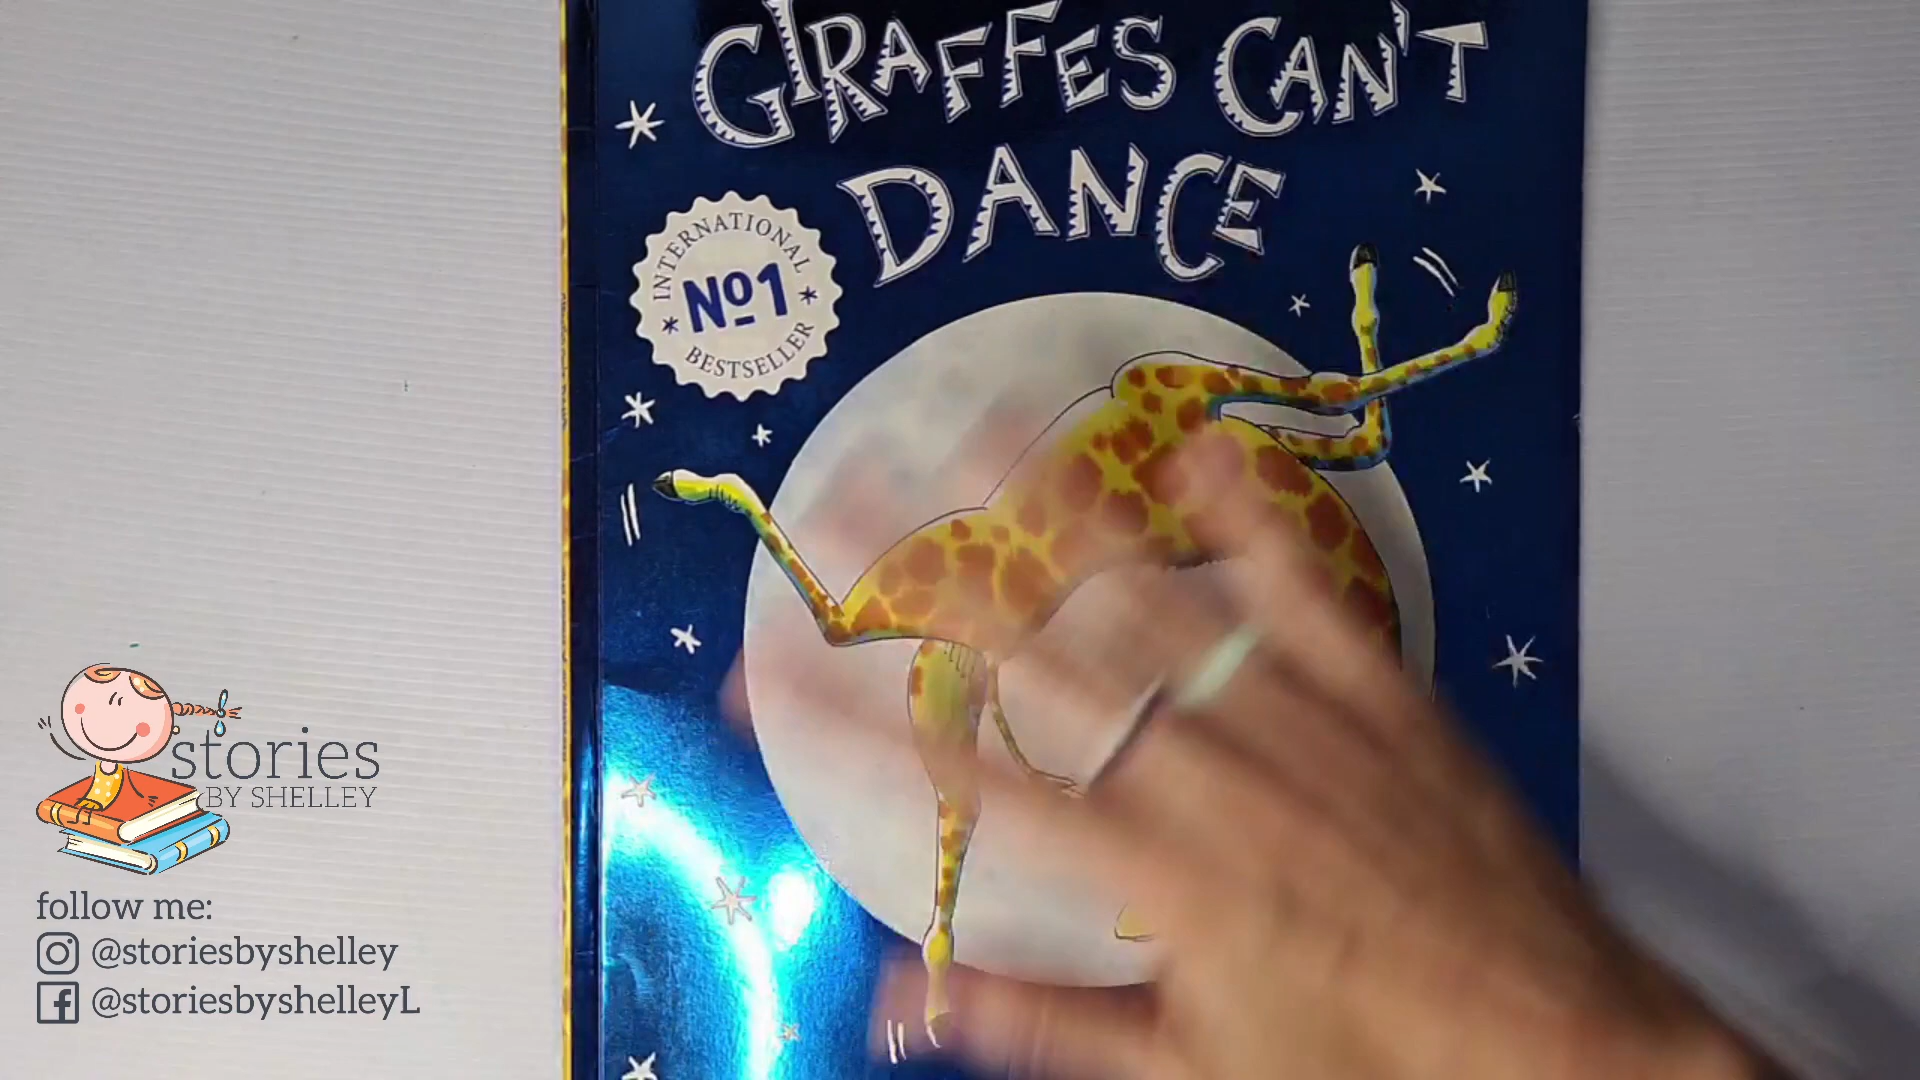 GIRAFFES CAN'T
DANCE
INTERNATIONAL
Nº1
BESTSELLER
stories
BY SHELLEY
follow me:
@storiesbyshelley
@storiesbyshelleyL